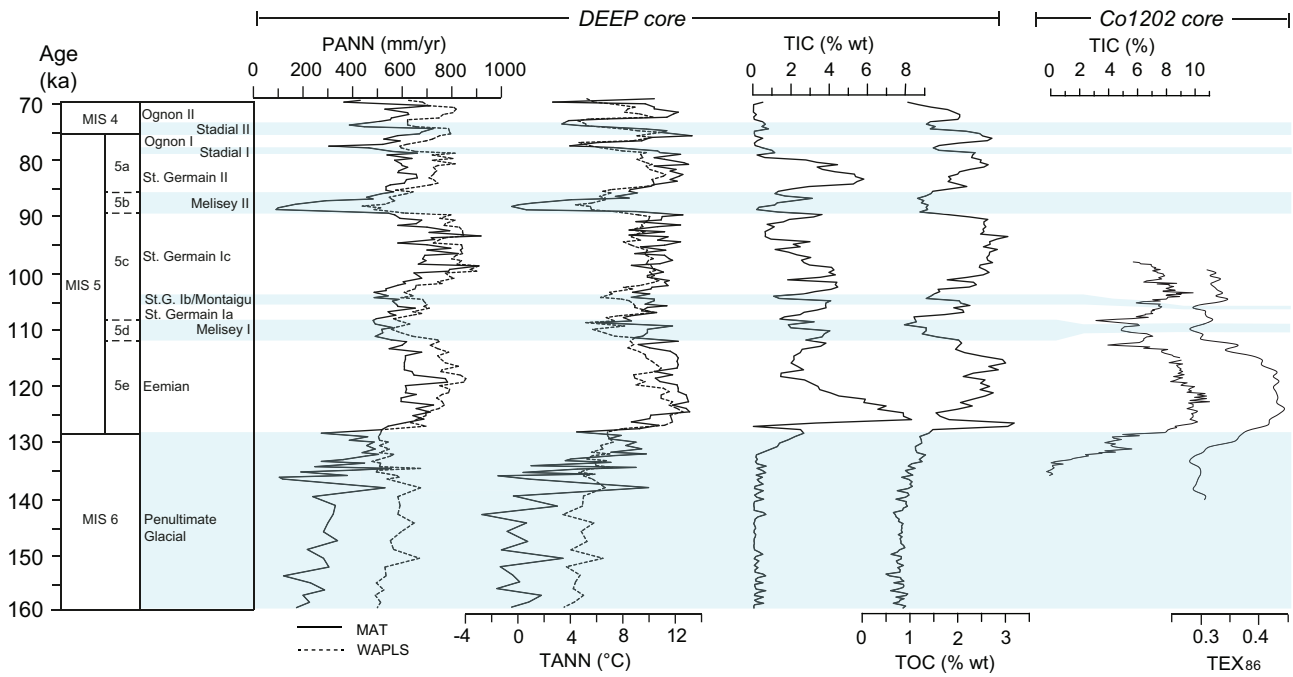 DEEP core
Co1202 core
PANN (mm/yr)
TIC (% wt)
TIC (%)
Age
(ka)
0 200 400 600 800 1000
0 2 4 6 8
0 2 4 6 8 10
70
80
90
100
110
120
130
140
150
160
MIS 4
MIS 5
MIS 6
5a
5b
5c
5d
5e
Ognon II
Stadial II
Ognon I
Stadial I
St. Germain II
Melisey II
St. Germain Ic
St.G. Ib/Montaigu
St. Germain Ia
Melisey I
Eemian
Penultimate
Glacial
MAT
WAPLS
-4 0 4 8 12
TANN (°C)
0 1 2 3
TOC (% wt)
0.3 0.4
TEX86